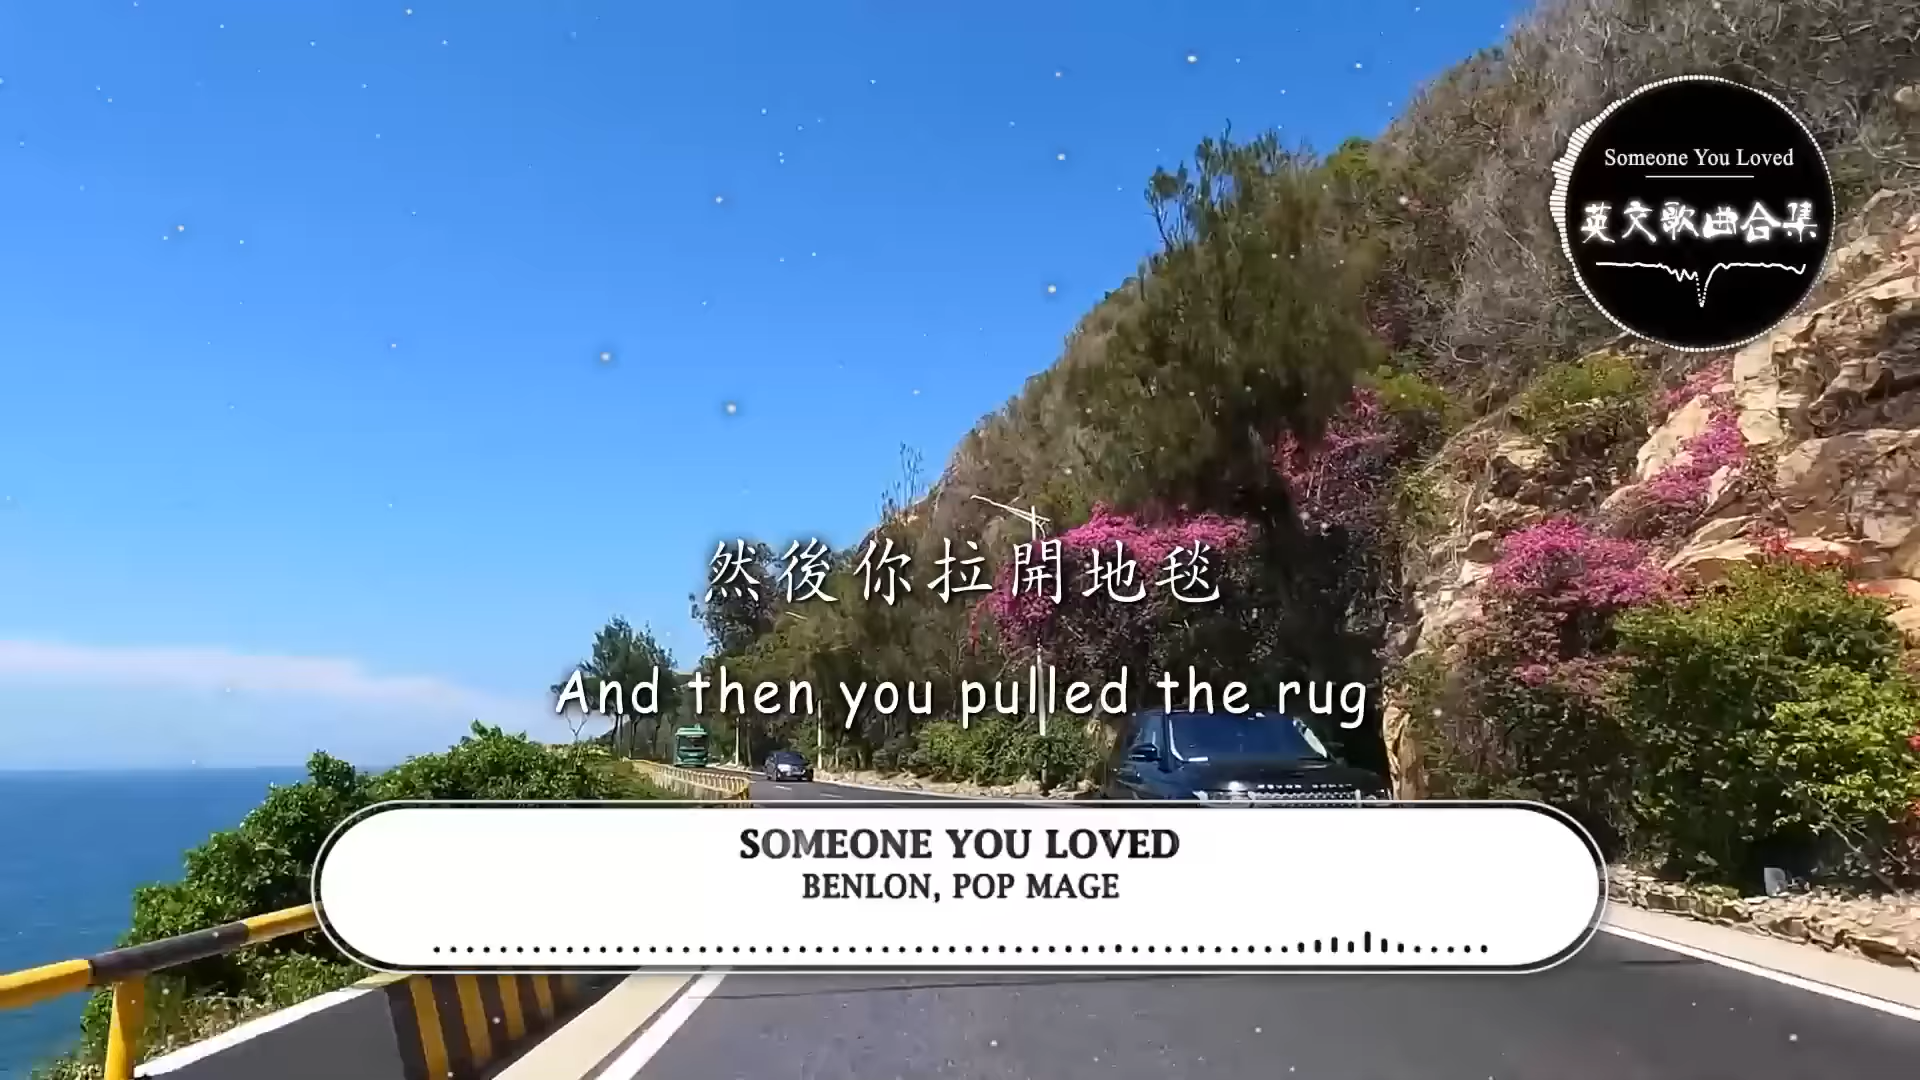 Someone You Loved
英文歌曲合集
然後你拉開地毯
And then you pulled the rug
SOMEONE YOU LOVED
BENLON, POP MAGE